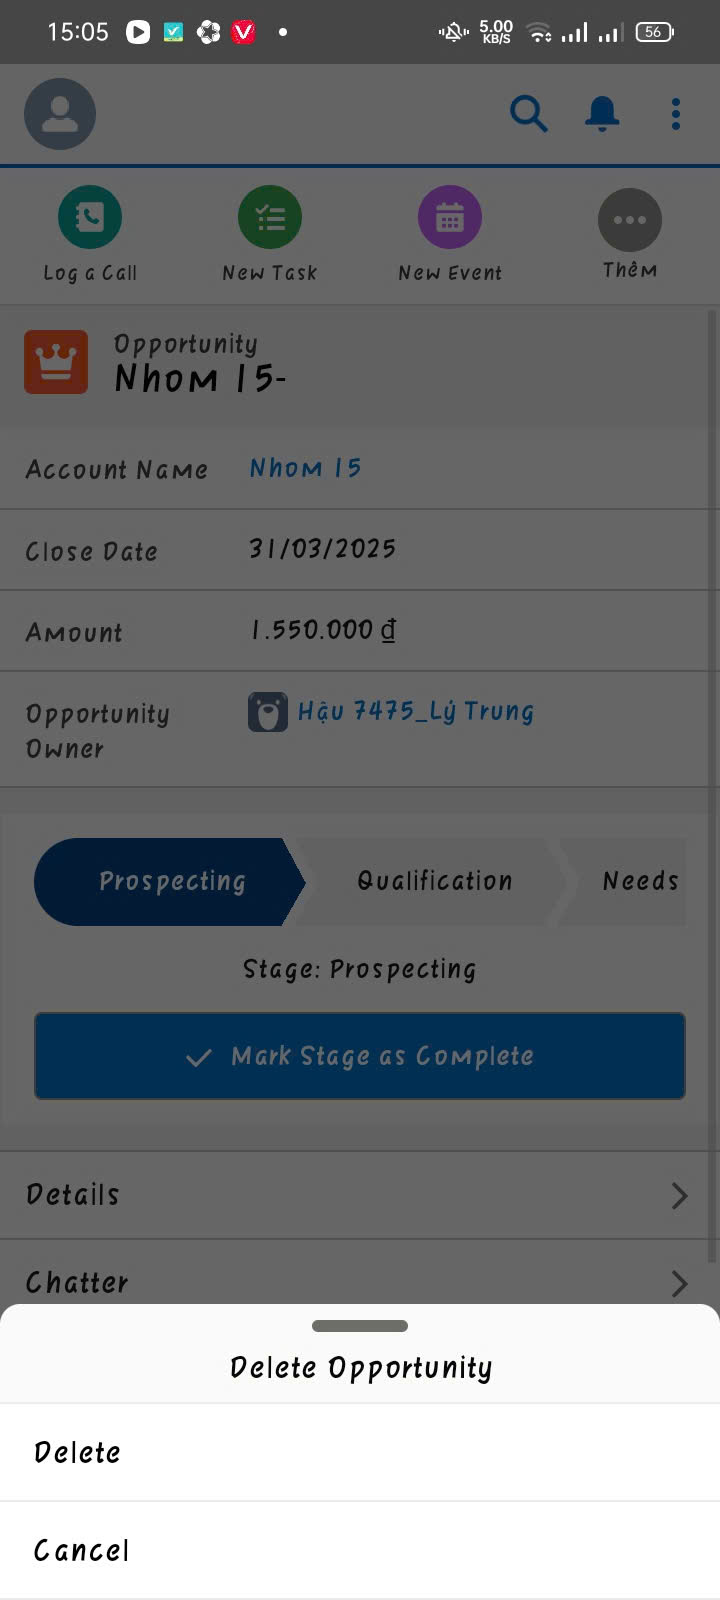 15:05
5.00
KB/S
56
Log a Call
New Task
New Event
Thêm
Opportunity
Nhom 15-
Account Name
Nhom 15
Close Date
31/03/2025
Amount
1.550.000 ₫
Opportunity
Owner
Hậu 7475_Lý Trung
Prospecting
Qualification
Needs
Stage: Prospecting
Mark Stage as Complete
Details
Chatter
Delete Opportunity
Delete
Cancel